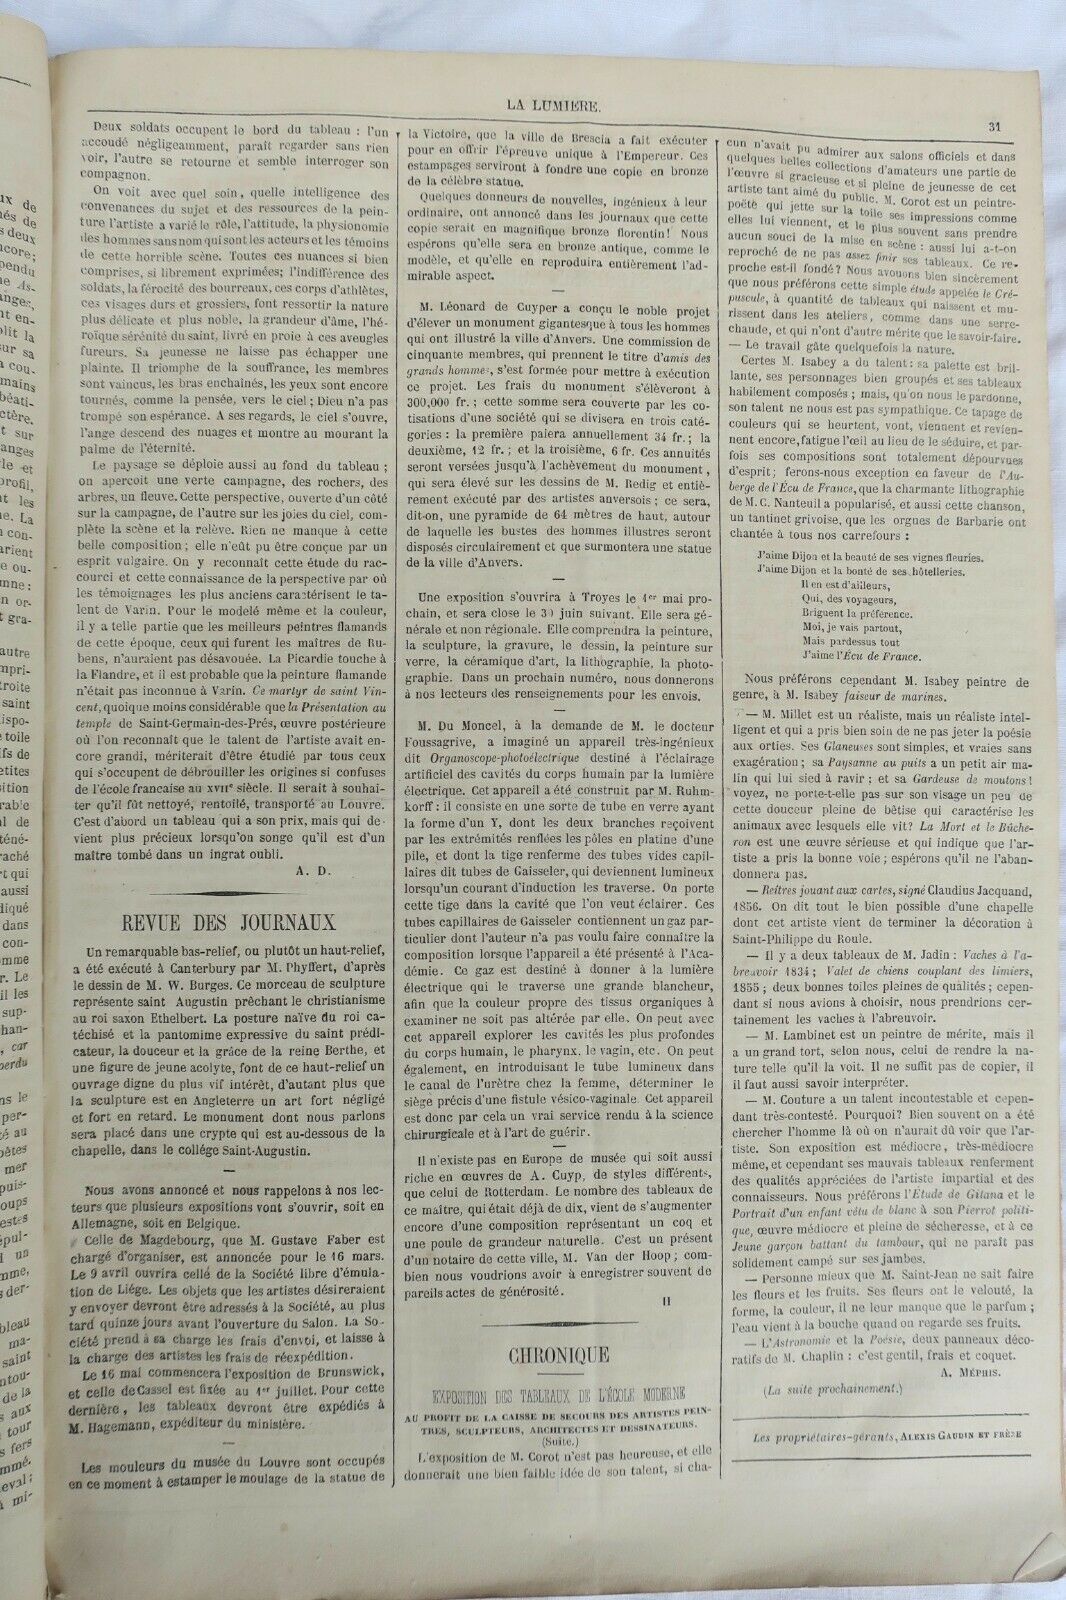 LA LUMIÈRE.
31
Deux soldats occupent le bord du tableau : l'un
accoudé négligeamment, paraît regarder sans rien
voir, l'autre se retourne et semble interroger son
compagnon.
On voit avec quel soin, quelle intelligence des
convenances du sujet et des ressources de la pein-
ture l'artiste a varié le rôle, l'attitude, la physionomie
des hommes sans nom qui sont les acteurs et les témoins
de cette horrible scène. Toutes ces nuances si bien
comprises, si librement exprimées; l'indifférence des
soldats, la férocité des bourreaux, ces corps d'athlètes,
ces visages durs et grossiers, font ressortir la nature
plus délicate et plus noble, la grandeur d'âme, l'hé-
roïque sérénité du saint, livré en proie à ces aveugles
fureurs. Sa jeunesse ne laisse pas échapper une
plainte. Il triomphe de la souffrance, les membres
sont vaincus, les bras enchaînés, les yeux sont encore
tournés, comme la pensée, vers le ciel ; Dieu n'a pas
trompé son espérance. A ses regards, le ciel s'ouvre,
l'ange descend des nuages et montre au mourant la
palme de l'éternité.
Le paysage se déploie aussi au fond du tableau ;
on aperçoit une verte campagne, des rochers, des
arbres, un fleuve. Cette perspective, ouverte d'un côté
sur la campagne, de l'autre sur les joies du ciel, com-
plète la scène et la relève. Rien ne manque à cette
belle composition ; elle n'eût pu être conçue par un
esprit vulgaire. On y reconnaît cette étude du rac-
courci et cette connaissance de la perspective par où
les témoignages les plus anciens caractérisent le ta-
lent de Varin. Pour le modelé même et la couleur,
il y a telle partie que les meilleurs peintres flamands
de cette époque, ceux qui furent les maîtres de Ru-
bens, n'auraient pas désavouée. La Picardie touche à
la Flandre, et il est probable que la peinture flamande
n'était pas inconnue à Varin. Ce martyr de saint Vin-
cent, quoique moins considérable que la Présentation au
temple de Saint-Germain-des-Prés, œuvre postérieure
où l'on reconnaît que le talent de l'artiste avait en-
core grandi, mériterait d'être étudié par tous ceux
qui s'occupent de débrouiller les origines si confuses
de l'école française au XVIIe siècle. Il serait à souhai-
ter qu'il fût nettoyé, rentoilé, transporté au Louvre.
C'est d'abord un tableau qui a son prix, mais qui de-
vient plus précieux lorsqu'on songe qu'il est d'un
maître tombé dans un ingrat oubli.
A. D.
REVUE DES JOURNAUX
Un remarquable bas-relief, ou plutôt un haut-relief,
a été exécuté à Canterbury par M. Phyffert, d'après
le dessin de M. W. Burges. Ce morceau de sculpture
représente saint Augustin prêchant le christianisme
au roi saxon Ethelbert. La posture naïve du roi ca-
téchisé et la pantomime expressive du saint prédi-
cateur, la douceur et la grâce de la reine Berthe, et
une figure de jeune acolyte, font de ce haut-relief un
ouvrage digne du plus vif intérêt, d'autant plus que
la sculpture est en Angleterre un art fort négligé
et fort en retard. Le monument dont nous parlons
sera placé dans une crypte qui est au-dessous de la
chapelle, dans le collége Saint-Augustin.
—
Nous avons annoncé et nous rappelons à nos lec-
teurs que plusieurs expositions vont s'ouvrir, soit en
Allemagne, soit en Belgique.
Celle de Magdebourg, que M. Gustave Faber est
chargé d'organiser, est annoncée pour le 16 mars.
Le 9 avril ouvrira celle de la Société libre d'émula-
tion de Liége. Les objets que les artistes désireraient
y envoyer devront être adressés à la Société, au plus
tard quinze jours avant l'ouverture du Salon. La So-
ciété prend à sa charge les frais d'envoi, et laisse à
la charge des artistes les frais de réexpédition.
Le 16 mai commencera l'exposition de Brunswick,
et celle de Cassel est fixée au 1er juillet. Pour cette
dernière, les tableaux devront être expédiés à
M. Hagemann, expéditeur du ministère.
—
Les mouleurs du musée du Louvre sont occupés
en ce moment à estamper le moulage de la statue de
la Victoire, que la ville de Brescia a fait exécuter
pour en offrir l'épreuve unique à l'Empereur. Ces
estampages serviront à fondre une copie en bronze
de la célèbre statue.
Quelques donneurs de nouvelles, ingénieux à leur
ordinaire, ont annoncé dans les journaux que cette
copie serait en magnifique bronze florentin! Nous
espérons qu'elle sera en bronze antique, comme le
modèle, et qu'elle en reproduira entièrement l'ad-
mirable aspect.
—
M. Léonard de Cuyper a conçu le noble projet
d'élever un monument gigantesque à tous les hommes
qui ont illustré la ville d'Anvers. Une commission de
cinquante membres, qui prennent le titre d'amis des
grands hommes, s'est formée pour mettre à exécution
ce projet. Les frais du monument s'élèveront à
300,000 fr. ; cette somme sera couverte par les co-
tisations d'une société qui se divisera en trois caté-
gories : la première paiera annuellement 34 fr. ; la
deuxième, 12 fr. ; et la troisième, 6 fr. Ces annuités
seront versées jusqu'à l'achèvement du monument,
qui sera élevé sur les dessins de M. Redig et entiè-
rement exécuté par des artistes anversois ; ce sera,
dit-on, une pyramide de 64 mètres de haut, autour
de laquelle les bustes des hommes illustres seront
disposés circulairement et que surmontera une statue
de la ville d'Anvers.
—
Une exposition s'ouvrira à Troyes le 1er mai pro-
chain, et sera close le 30 juin suivant. Elle sera gé-
nérale et non régionale. Elle comprendra la peinture,
la sculpture, la gravure, le dessin, la peinture sur
verre, la céramique d'art, la lithographie, la photo-
graphie. Dans un prochain numéro, nous donnerons
à nos lecteurs des renseignements pour les envois.
—
M. Du Moncel, à la demande de M. le docteur
Foussagrive, a imaginé un appareil très-ingénieux
dit Organoscope-photoélectrique destiné à l'éclairage
artificiel des cavités du corps humain par la lumière
électrique. Cet appareil a été construit par M. Ruhm-
korff : il consiste en une sorte de tube en verre ayant
la forme d'un Y, dont les deux branches reçoivent
par les extrémités renflées les pôles en platine d'une
pile, et dont la tige renferme des tubes vides capil-
laires dit tubes de Gaisseler, qui deviennent lumineux
lorsqu'un courant d'induction les traverse. On porte
cette tige dans la cavité que l'on veut éclairer. Ces
tubes capillaires de Gaisseler contiennent un gaz par-
ticulier dont l'auteur n'a pas voulu faire connaître la
composition lorsque l'appareil a été présenté à l'Aca-
démie. Ce gaz est destiné à donner à la lumière
électrique qui le traverse une grande blancheur,
afin que la couleur propre des tissus organiques à
examiner ne soit pas altérée par elle. On peut avec
cet appareil explorer les cavités les plus profondes
du corps humain, le pharynx. le vagin, etc. On peut
également, en introduisant le tube lumineux dans
le canal de l'urètre chez la femme, déterminer le
siège précis d'une fistule vésico-vaginale. Cet appareil
est donc par cela un vrai service rendu à la science
chirurgicale et à l'art de guérir.
—
Il n'existe pas en Europe de musée qui soit aussi
riche en œuvres de A. Cuyp, de styles différents,
que celui de Rotterdam. Le nombre des tableaux de
ce maître, qui était déjà de dix, vient de s'augmenter
encore d'une composition représentant un coq et
une poule de grandeur naturelle. C'est un présent
d'un notaire de cette ville, M. Van der Hoop ; com-
bien nous voudrions avoir à enregistrer souvent de
pareils actes de générosité.
H
CHRONIQUE
EXPOSITION DES TABLEAUX DE L'ÉCOLE MODERNE
AU PROFIT DE LA CAISSE DE SECOURS DES ARTISTES PEIN-
TRES, SCULPTEURS, ARCHITECTES ET DESSINATEURS.
(Suite.)
L'exposition de M. Corot n'est pas heureuse, et elle
donnerait une bien faible idée de son talent, si cha-
cun n'avait pu admirer aux salons officiels et dans
quelques belles collections d'amateurs une partie de
l'œuvre si gracieuse et si pleine de jeunesse de cet
artiste tant aimé du public. M. Corot est un peintre-
poëte qui jette sur la toile ses impressions comme
elles lui viennent, et le plus souvent sans prendre
aucun souci de la mise en scène : aussi lui a-t-on
reproché de ne pas assez finir ses tableaux. Ce re-
proche est-il fondé? Nous avouons bien sincèrement
que nous préférons cette simple étude appelée le Cré-
puscule, à quantité de tableaux qui naissent et mu-
rissent dans les ateliers, comme dans une serre-
chaude, et qui n'ont d'autre mérite que le savoir-faire.
— Le travail gâte quelquefois la nature.
Certes M. Isabey a du talent : sa palette est bril-
lante, ses personnages bien groupés et ses tableaux
habilement composés ; mais, qu'on nous le pardonne,
son talent ne nous est pas sympathique. Ce tapage de
couleurs qui se heurtent, vont, viennent et revien-
nent encore, fatigue l'œil au lieu de le séduire, et par-
fois ses compositions sont totalement dépourvues
d'esprit ; ferons-nous exception en faveur de l'Au-
berge de l'Écu de France, que la charmante lithographie
de M. C. Nanteuil a popularisé, et aussi cette chanson,
un tantinet grivoise, que les orgues de Barbarie ont
chantée à tous nos carrefours :
J'aime Dijon et la beauté de ses vignes fleuries.
J'aime Dijon et la bonté de ses hôtelleries.
Il en est d'ailleurs,
Qui, des voyageurs,
Briguent la préférence.
Moi, je vais partout,
Mais pardessus tout
J'aime l'Écu de France.
Nous préférons cependant M. Isabey peintre de
genre, à M. Isabey faiseur de marines.
— M. Millet est un réaliste, mais un réaliste intel-
ligent et qui a pris bien soin de ne pas jeter la poésie
aux orties. Ses Glaneuses sont simples, et vraies sans
exagération ; sa Paysanne au puits a un petit air ma-
lin qui lui sied à ravir ; et sa Gardeuse de moutons !
voyez, ne porte-t-elle pas sur son visage un peu de
cette douceur pleine de bêtise qui caractérise les
animaux avec lesquels elle vit? La Mort et le Bûche-
ron est une œuvre sérieuse et qui indique que l'ar-
tiste a pris la bonne voie ; espérons qu'il ne l'aban-
donnera pas.
— Reîtres jouant aux cartes, signé Claudius Jacquand,
1856. On dit tout le bien possible d'une chapelle
dont cet artiste vient de terminer la décoration à
Saint-Philippe du Roule.
— Il y a deux tableaux de M. Jadin : Vaches à l'a-
breuvoir 1834 ; Valet de chiens couplant des limiers,
1855 ; deux bonnes toiles pleines de qualités ; cepen-
dant si nous avions à choisir, nous prendrions cer-
tainement les vaches à l'abreuvoir.
— M. Lambinet est un peintre de mérite, mais il
a un grand tort, selon nous, celui de rendre la na-
ture telle qu'il la voit. Il ne suffit pas de copier, il
il faut aussi savoir interpréter.
— M. Couture a un talent incontestable et cepen-
dant très-contesté. Pourquoi? Bien souvent on a été
chercher l'homme là où on n'aurait dû voir que l'ar-
tiste. Son exposition est médiocre, très-médiocre
même, et cependant ses mauvais tableaux renferment
des qualités appréciées de l'artiste impartial et des
connaisseurs. Nous préférons l'Étude de Gitana et le
Portrait d'un enfant vêtu de blanc à son Pierrot politi-
que, œuvre médiocre et pleine de sécheresse, et à ce
Jeune garçon battant du tambour, qui ne paraît pas
solidement campé sur ses jambes.
— Personne mieux que M. Saint-Jean ne sait faire
les fleurs et les fruits. Ses fleurs ont le velouté, la
forme, la couleur, il ne leur manque que le parfum ;
l'eau vient à la bouche quand on regarde ses fruits.
— L'Astronomie et la Poésie, deux panneaux déco-
ratifs de M. Chaplin : c'est gentil, frais et coquet.
A. MÉPHIS.
(La suite prochainement.)
Les propriétaires-gérants, ALEXIS GAUDIN ET FRÈRE